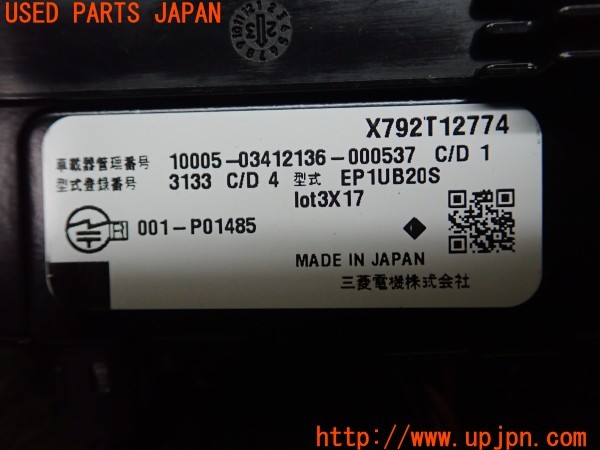 USED PARTS JAPAN
23
X792T12774
車載器管理番号 10005-03412136-000537 C/D 1
型式登録番号 3133 C/D 4 型式 EP1UB20S
lot3X17
R 001-P01485
MADE IN JAPAN
三菱電機株式会社
http://www.upjpn.com/